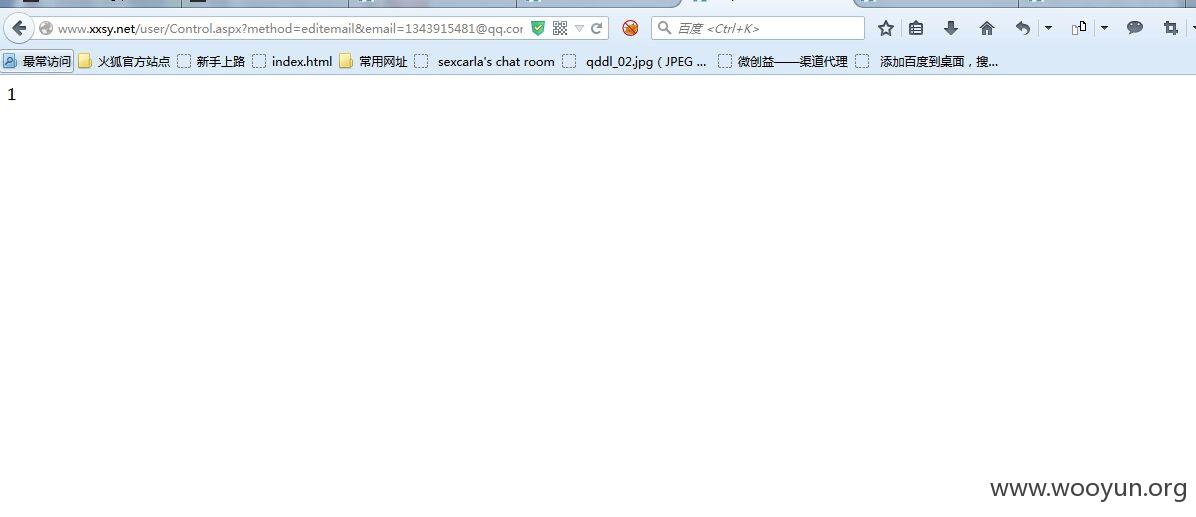 www.xxsy.net/user/Control.aspx?method=editemail&email=1343915481@qq.cor
百度 <Ctrl+K>
最常访问 火狐官方站点 新手上路 index.html 常用网址 sexcarla's chat room qddl_02.jpg ( JPEG ... 微创益——渠道代理 添加百度到桌面，搜...
1
www.wooyun.org